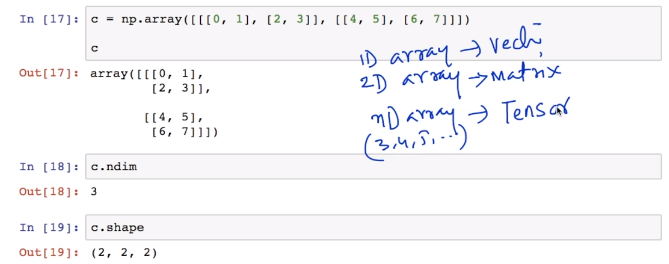 In [17]: c = np.array([[[0, 1], [2, 3]], [[4, 5], [6, 7]]])
c
Out[17]: array([[[0, 1],
[2, 3]],
[[4, 5],
[6, 7]]])
1D array → Vect
2D array → Matrix
nD array → Tensor
(3,4,5,...)
In [18]: c.ndim
Out[18]: 3
In [19]: c.shape
Out[19]: (2, 2, 2)